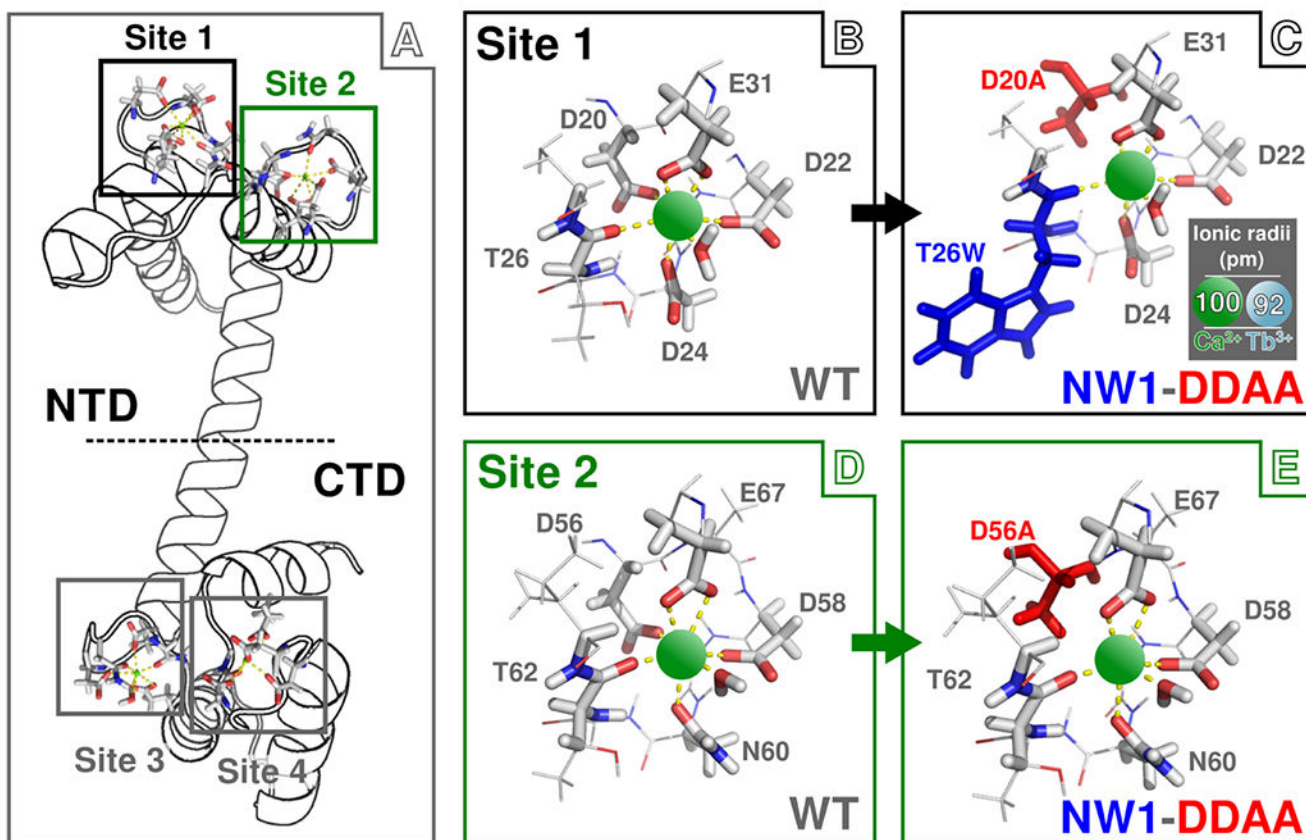 A
Site 1
Site 2
NTD
CTD
Site 3
Site 4
Site 1
B
E31
D20
D22
T26
D24
WT
C
E31
D20A
D22
T26W
D24
Ionic radii
(pm)
100 92
Ca2+ Tb3+
NW1-DDAA
Site 2
D
E67
D56
D58
T62
N60
WT
E
E67
D56A
D58
T62
N60
NW1-DDAA